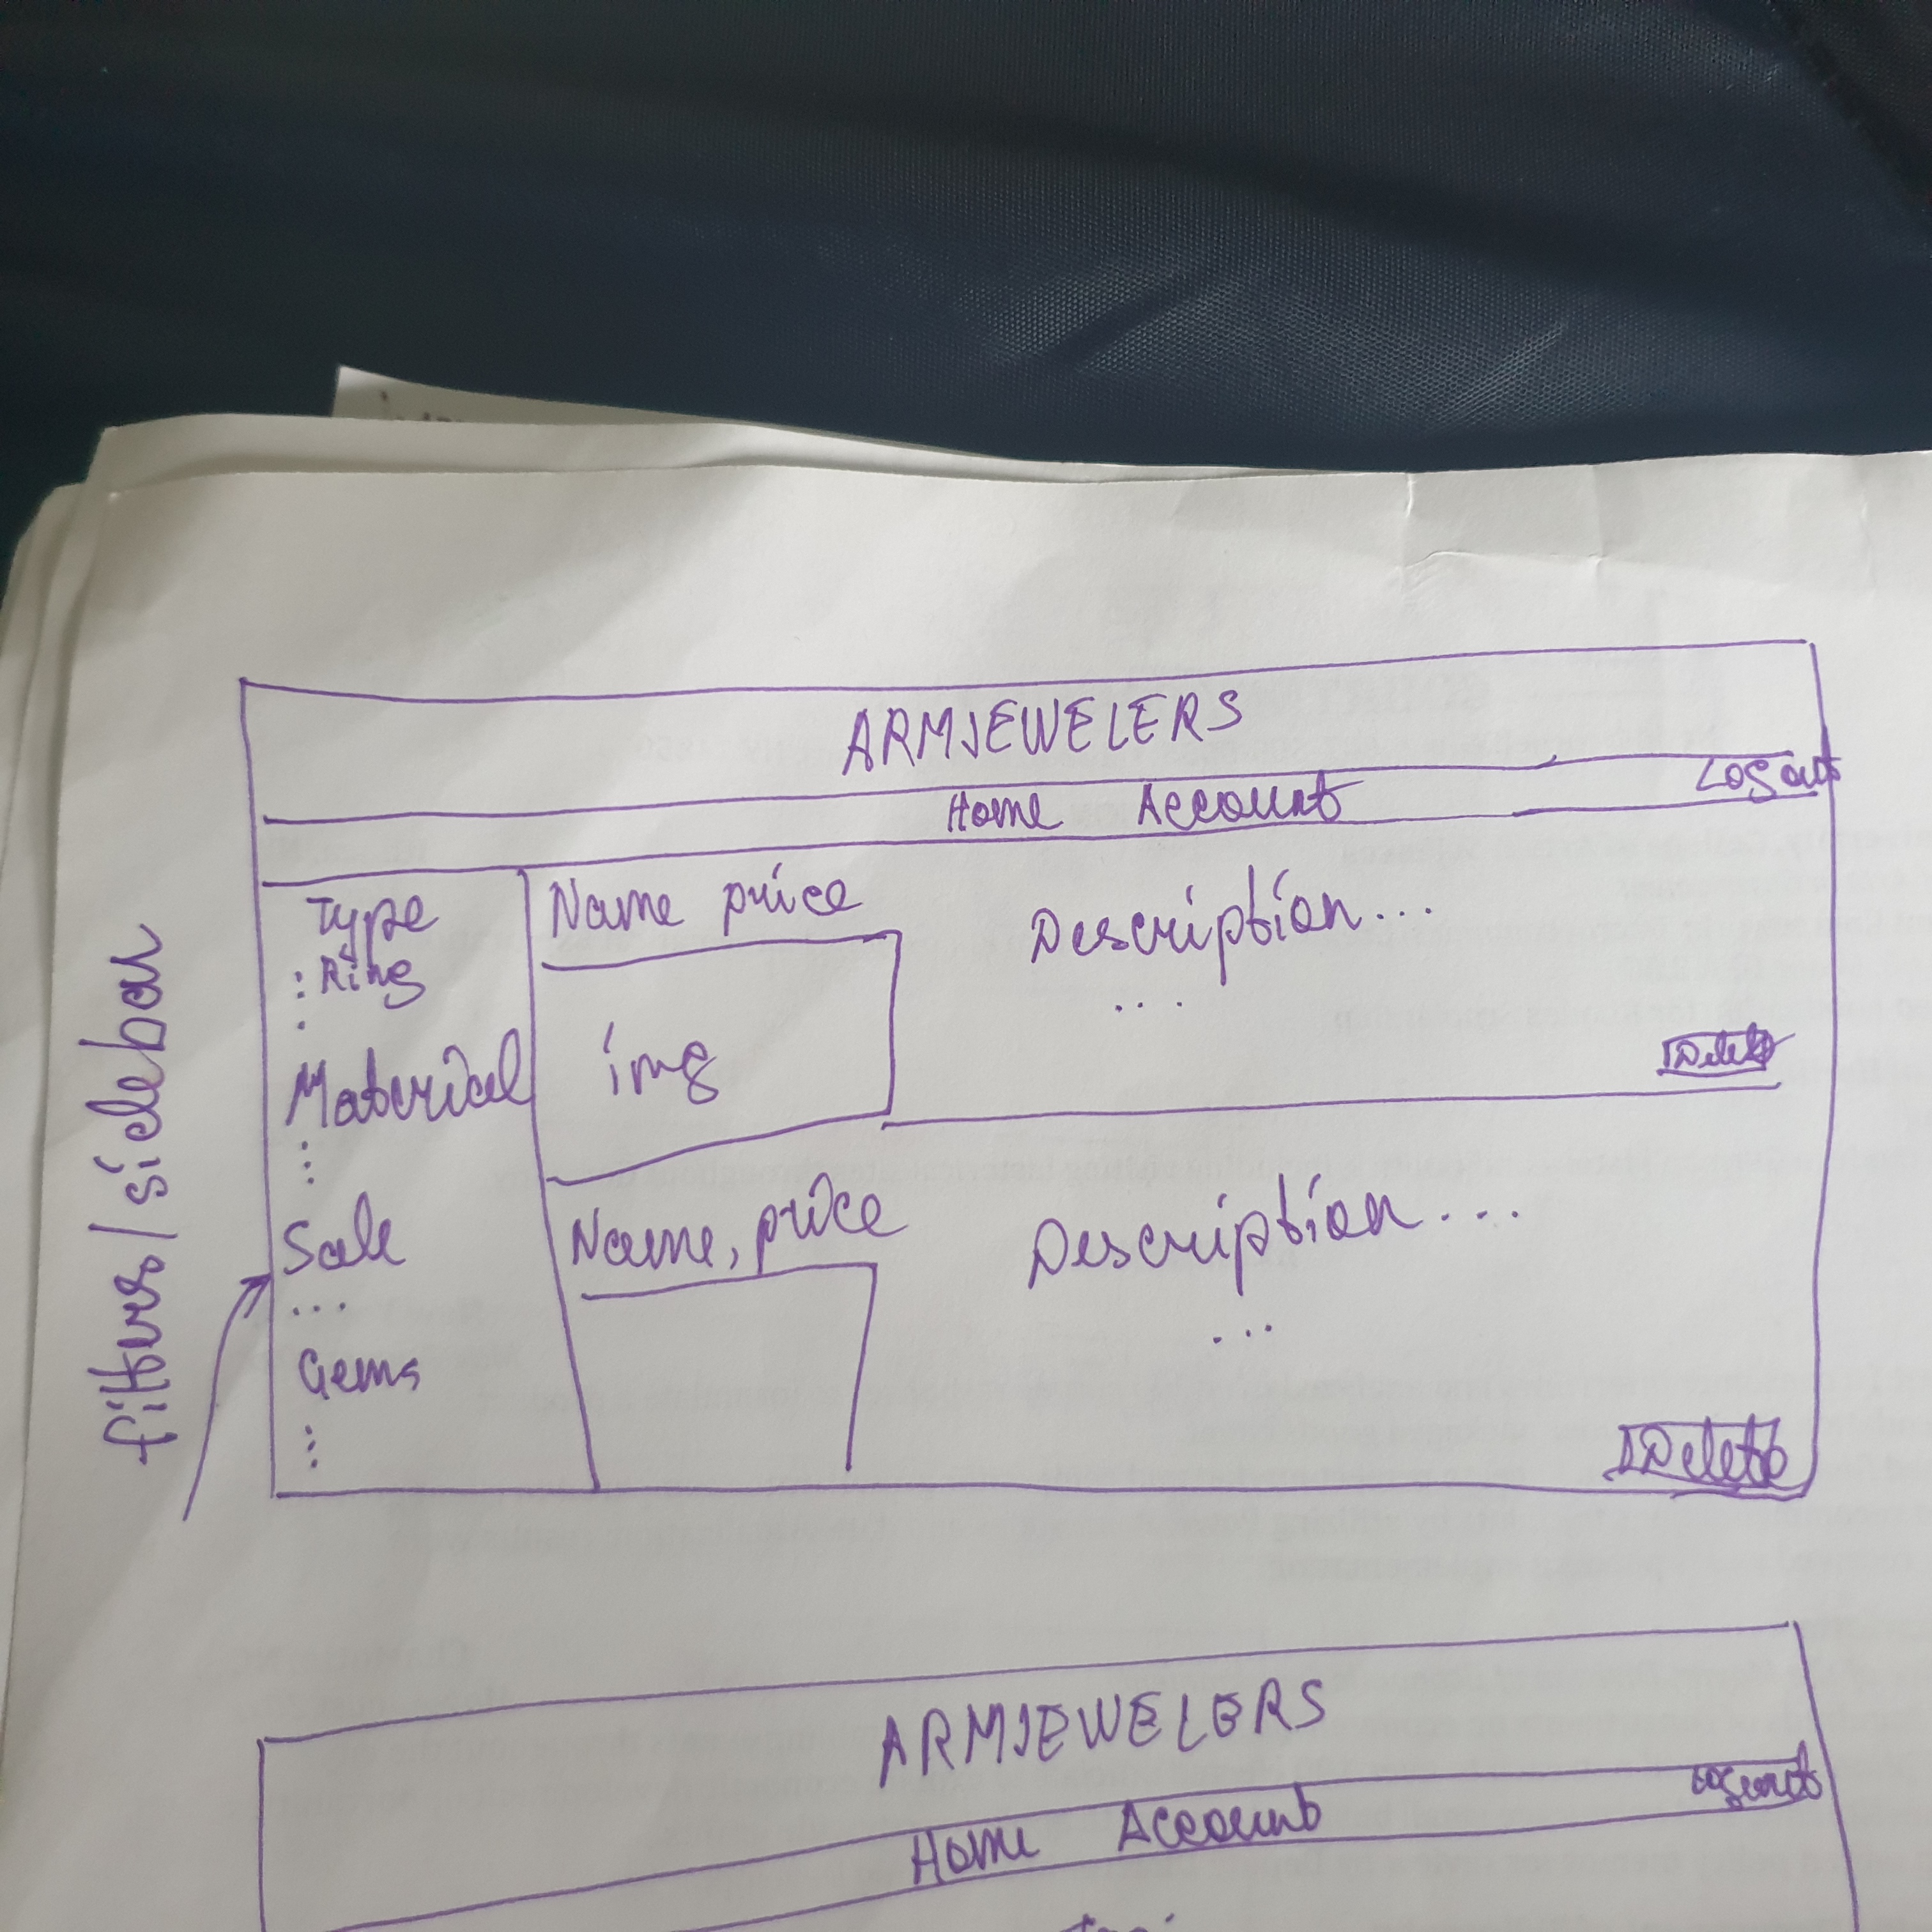 ARMJEWELERS
Home Account Logout
Type
: Ring
Name price
Description...
...
img
Material
Delete
Name, price
Description...
...
Sale
...
Gems
Delete
filters/sidebar
ARMJEWELERS
Home Account Logout